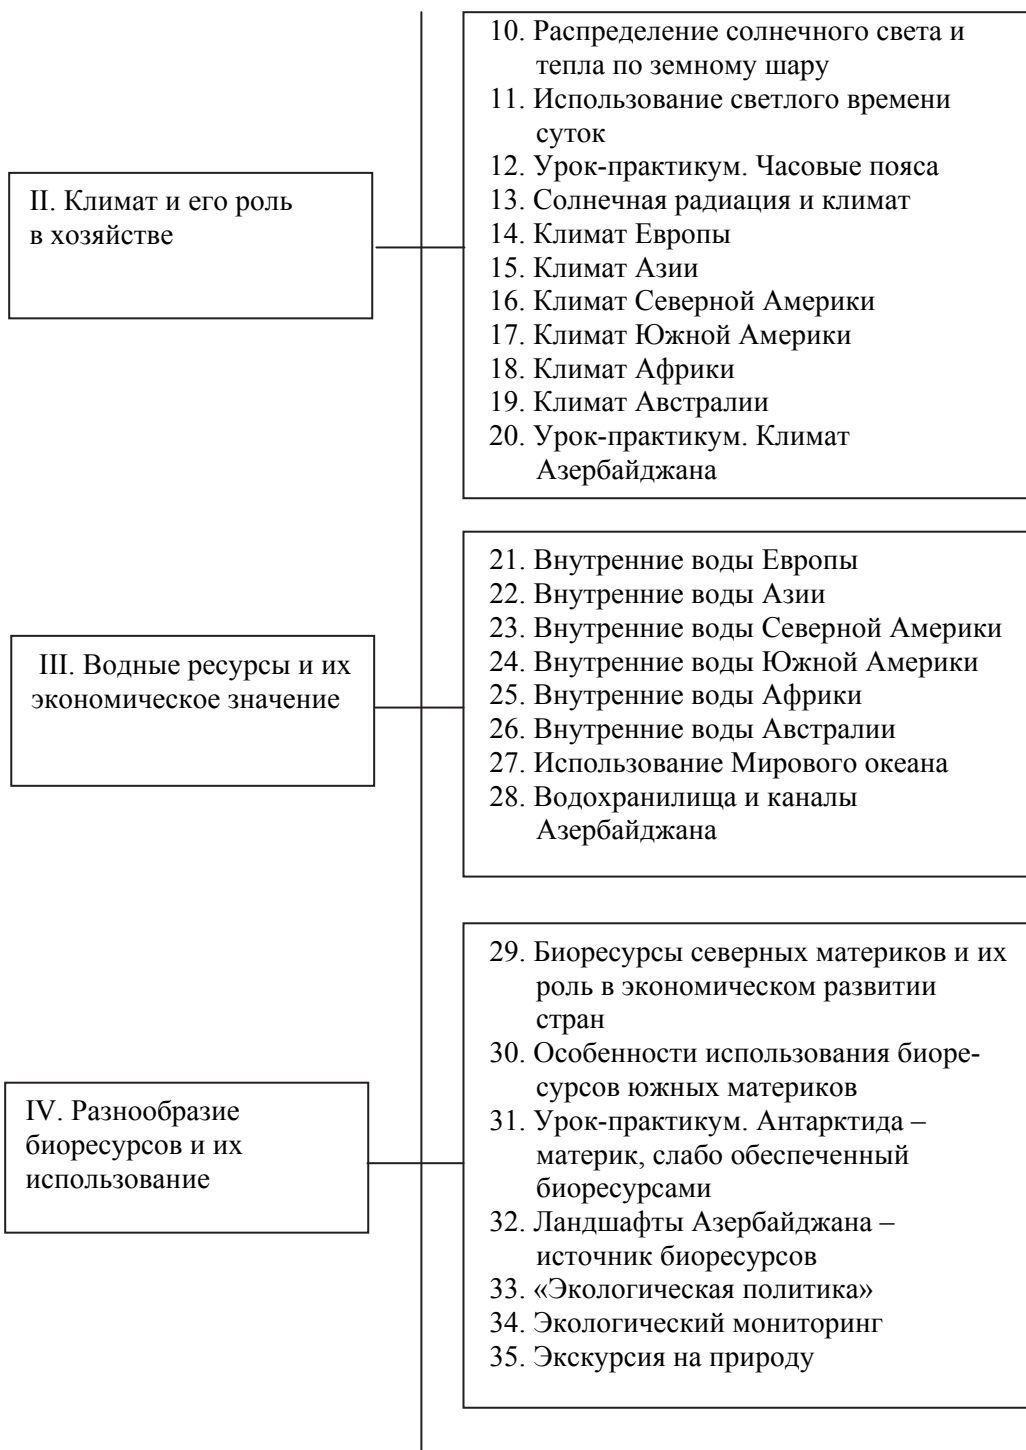 II. Климат и его роль
в хозяйстве
10. Распределение солнечного света и
тепла по земному шару
11. Использование светлого времени
суток
12. Урок-практикум. Часовые пояса
13. Солнечная радиация и климат
14. Климат Европы
15. Климат Азии
16. Климат Северной Америки
17. Климат Южной Америки
18. Климат Африки
19. Климат Австралии
20. Урок-практикум. Климат
Азербайджана
III. Водные ресурсы и их
экономическое значение
21. Внутренние воды Европы
22. Внутренние воды Азии
23. Внутренние воды Северной Америки
24. Внутренние воды Южной Америки
25. Внутренние воды Африки
26. Внутренние воды Австралии
27. Использование Мирового океана
28. Водохранилища и каналы
Азербайджана
IV. Разнообразие
биоресурсов и их
использование
29. Биоресурсы северных материков и их
роль в экономическом развитии
стран
30. Особенности использования биоре-
сурсов южных материков
31. Урок-практикум. Антарктида –
материк, слабо обеспеченный
биоресурсами
32. Ландшафты Азербайджана –
источник биоресурсов
33. «Экологическая политика»
34. Экологический мониторинг
35. Экскурсия на природу